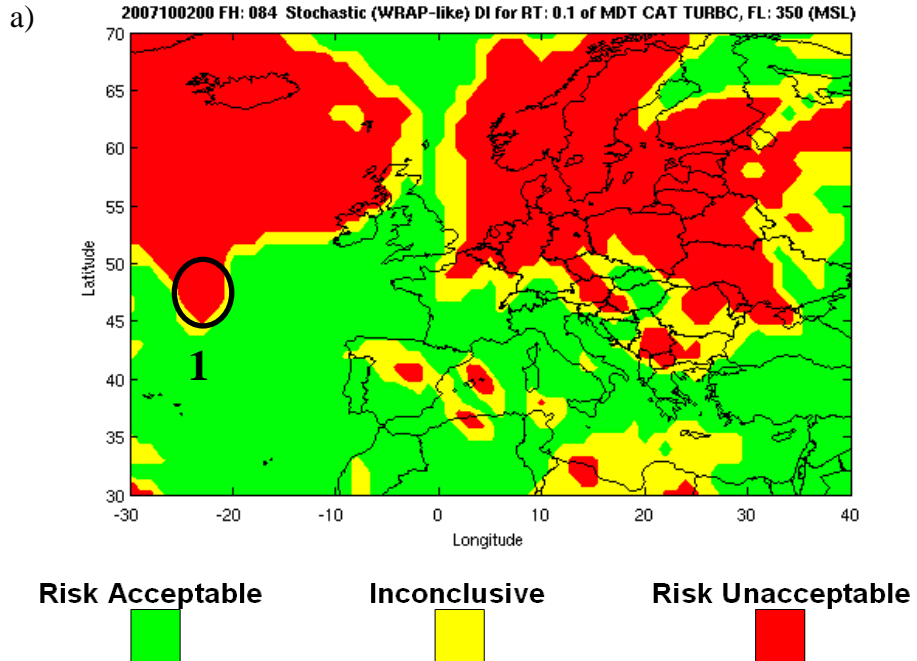 a)
2007100200 FH: 084 Stochastic (WRAP-like) DI for RT: 0.1 of MDT CAT TURBC, FL: 350 (MSL)
70
65
60
55
50
45
40
35
30
Latitude
1
-30 -20 -10 0 10 20 30 40
Longitude
Risk Acceptable Inconclusive Risk Unacceptable